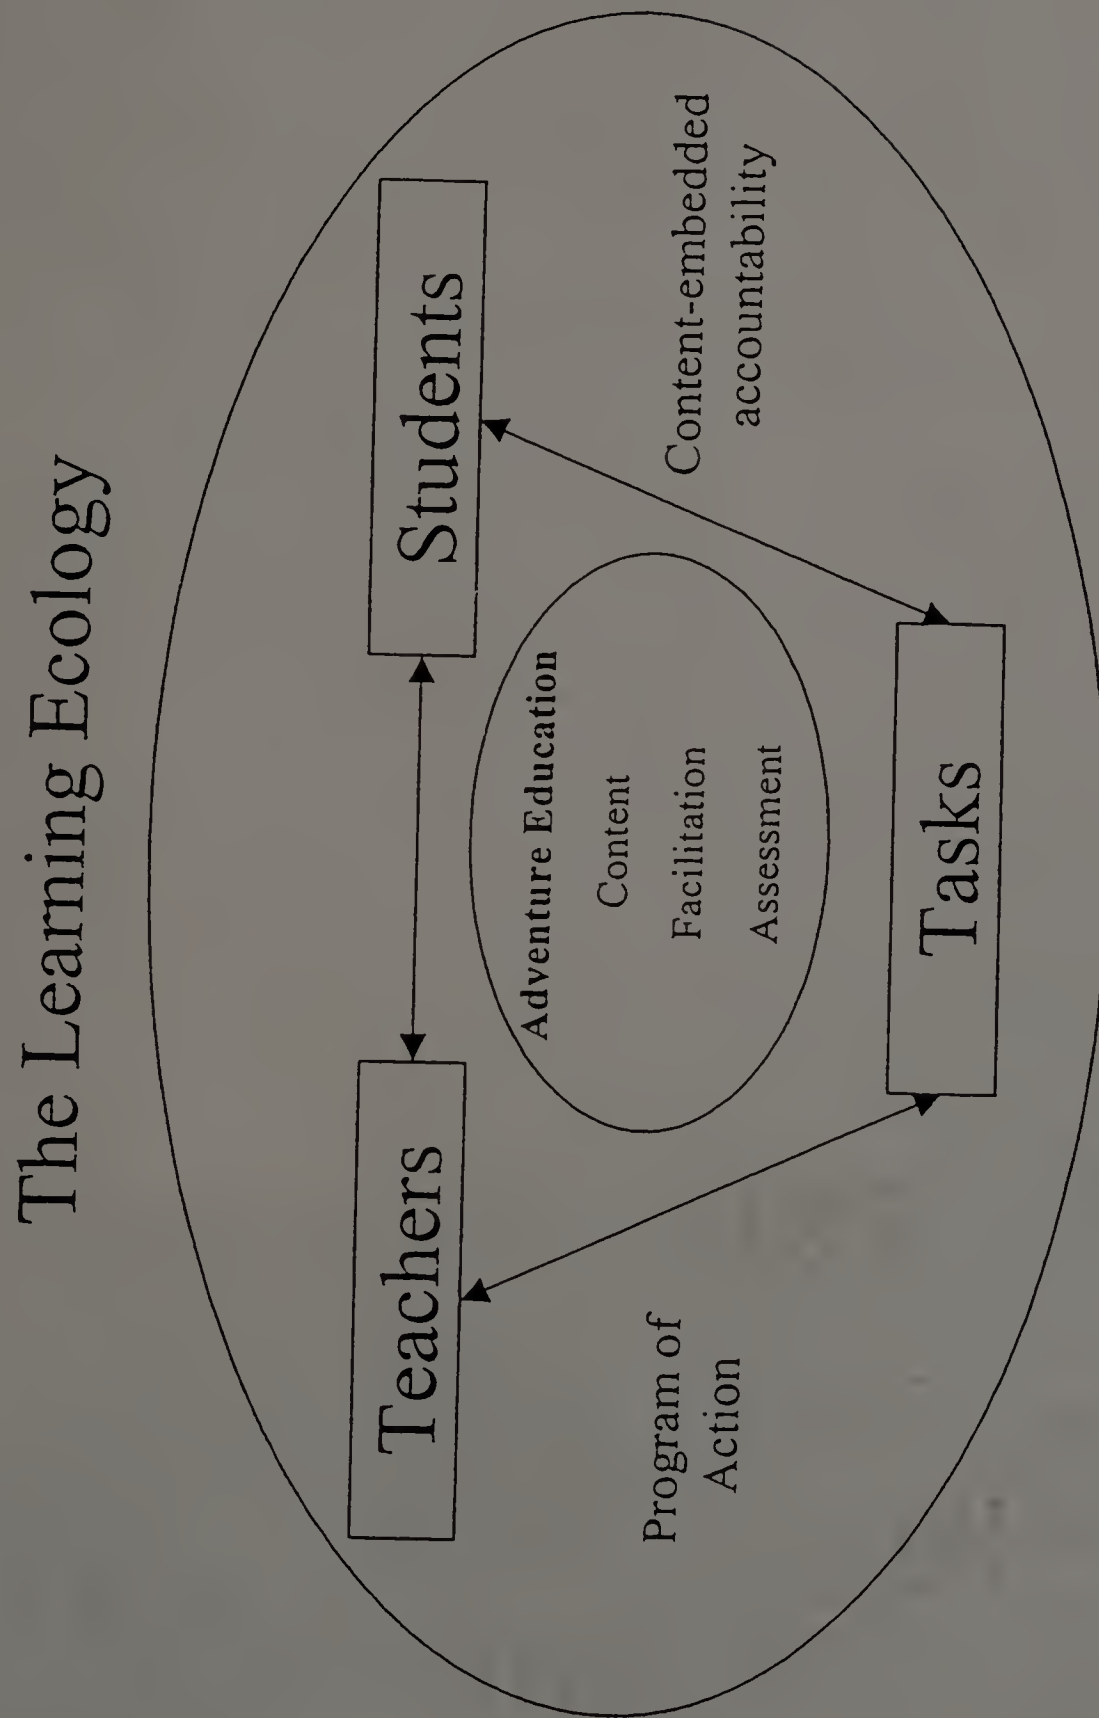 The Learning Ecology
Teachers
Students
Adventure Education
Content
Facilitation
Assessment
Program of
Action
Content-embedded
accountability
Tasks